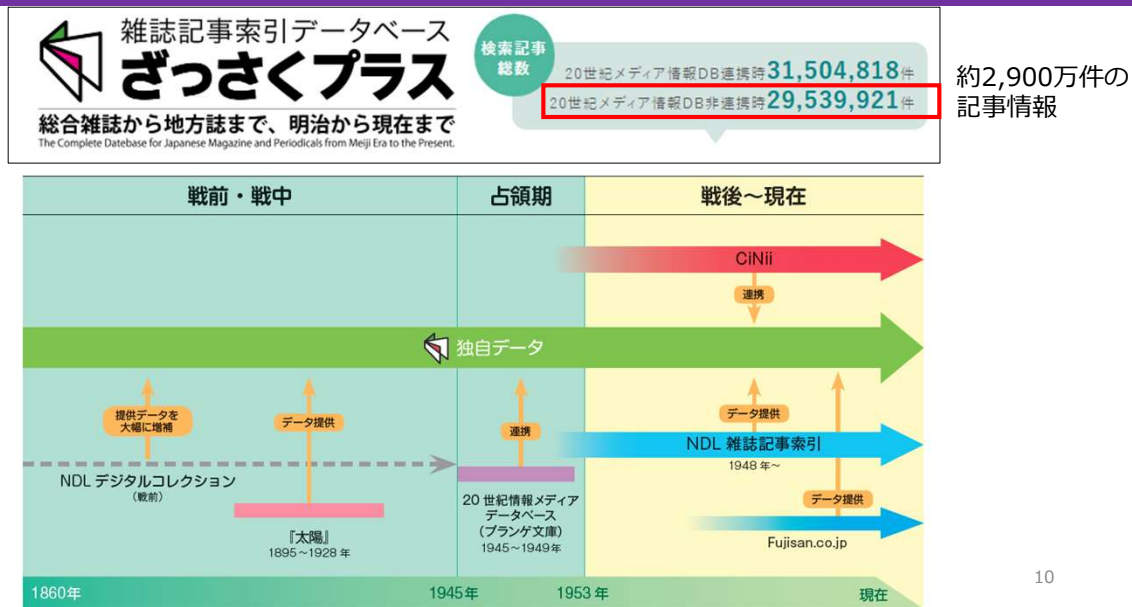 雑誌記事索引データベース
ざっさくプラス
総合雑誌から地方誌まで、明治から現在まで
The Complete Datebase for Japanese Magazine and Periodicals from Meiji Era to the Present.
検索記事
総数
20世紀メディア情報DB連携時31,504,818件
20世紀メディア情報DB非連携時29,539,921件
約2,900万件の
記事情報
戦前・戦中
占領期
戦後～現在
CiNii
連携
独自データ
提供データを
大幅に増補
データ提供
連携
データ提供
NDL 雑誌記事索引
1948 年～
NDL デジタルコレクション
(戦前)
『太陽』
1895～1928 年
20 世紀情報メディア
データベース
(プランゲ文庫)
1945～1949年
データ提供
Fujisan.co.jp
1860年
1945年
1953 年
現在
10